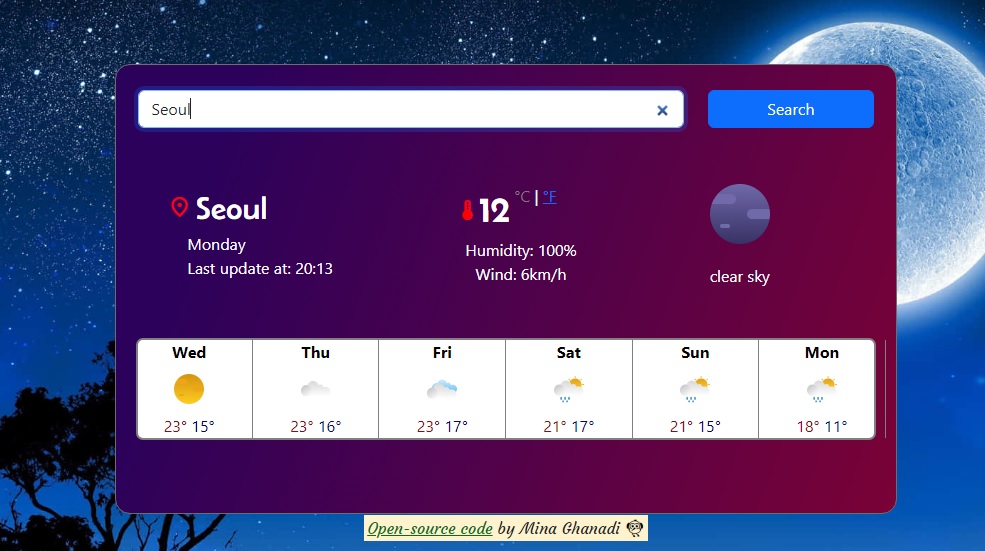 Seoul
Search
Seoul
Monday
Last update at: 20:13
12 °C | °F
Humidity: 100%
Wind: 6km/h
clear sky
Wed Thu Fri Sat Sun Mon
23° 15° 23° 16° 23° 17° 21° 17° 21° 15° 18° 11°
Open-source code by Mina Ghanadi